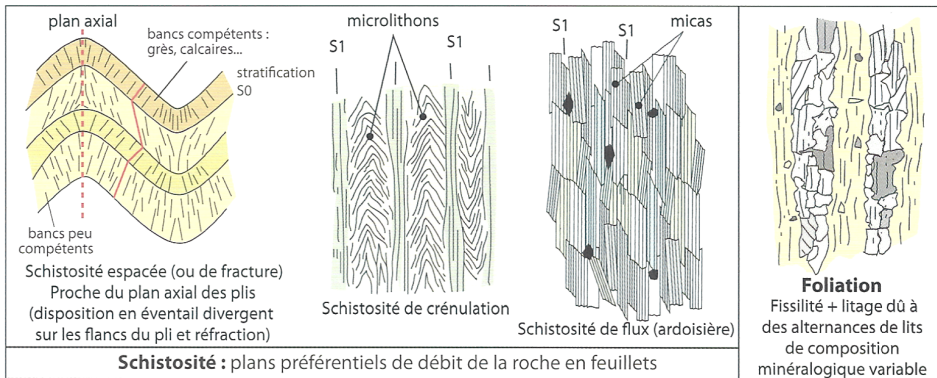 plan axial
bancs compétents :
grès, calcaires...
stratification
S0
bancs peu
compétents
Schistosité espacée (ou de fracture)
Proche du plan axial des plis
(disposition en éventail divergent
sur les flancs du pli et réfraction)
microlithons
S1
S1
Schistosité de crénulation
micas
S1
S1
Schistosité de flux (ardoisière)
Schistosité : plans préférentiels de débit de la roche en feuillets
Foliation
Fissilité + litage dû à
des alternances de lits
de composition
minéralogique variable